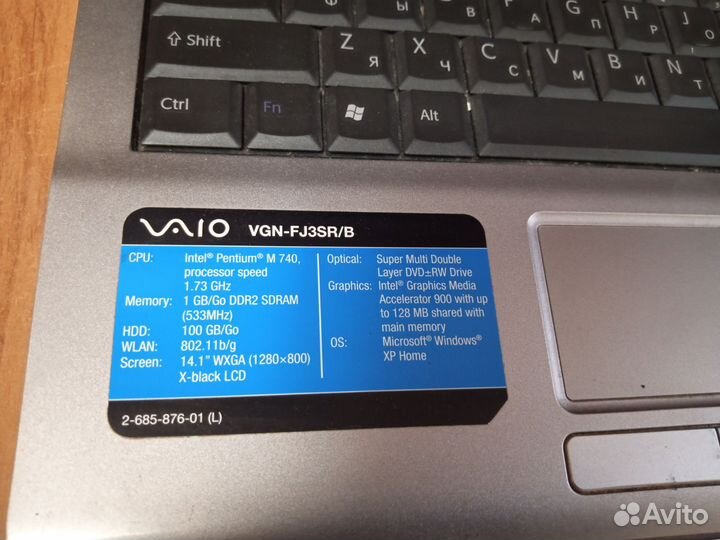 Ф Ы В А П Р О
⇧ Shift Z Я X Ч C С V М B И N Т
Ctrl Fn Alt
VAIO VGN-FJ3SR/B
CPU: Intel® Pentium® M 740,
processor speed
1.73 GHz
Memory: 1 GB/Go DDR2 SDRAM
(533MHz)
HDD: 100 GB/Go
WLAN: 802.11b/g
Screen: 14.1" WXGA (1280×800)
X-black LCD
Optical: Super Multi Double
Layer DVD±RW Drive
Graphics: Intel® Graphics Media
Accelerator 900 with up
to 128 MB shared with
main memory
OS: Microsoft® Windows®
XP Home
2-685-876-01 (L)
Avito